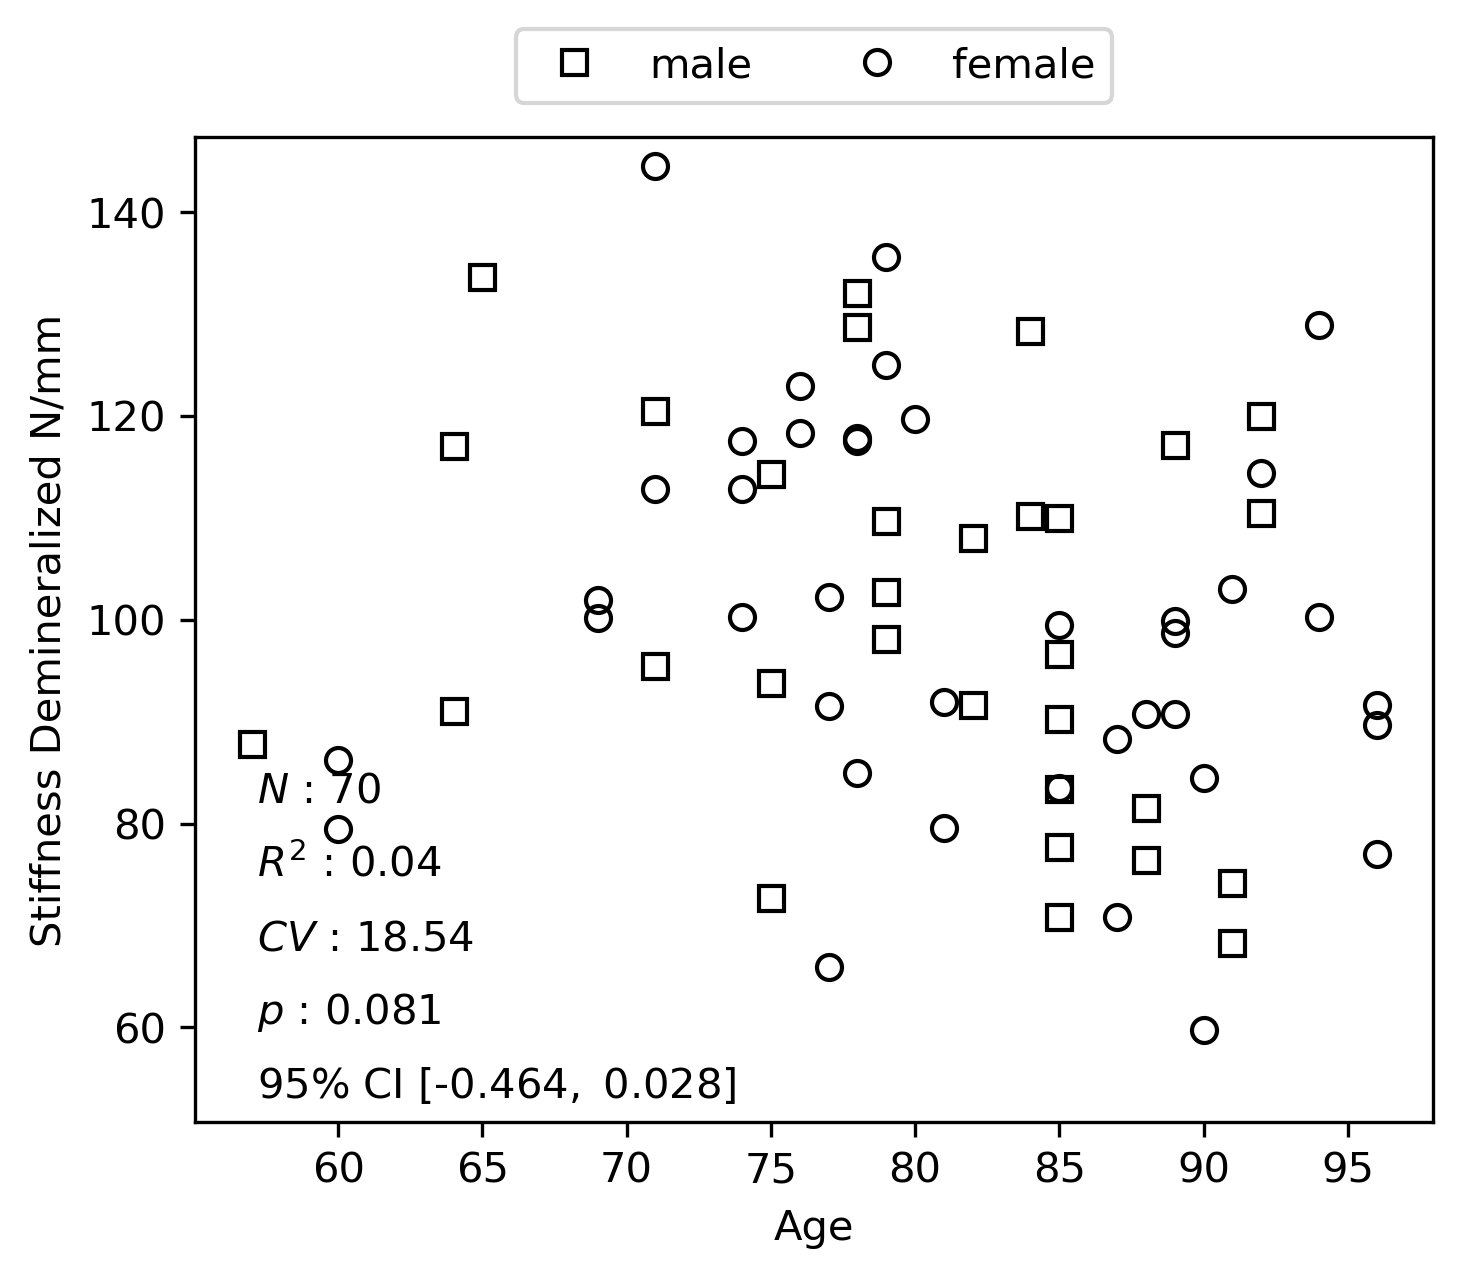 male female
140
120
100
80
60
Stiffness Demineralized N/mm
N : 70
R² : 0.04
CV : 18.54
p : 0.081
95% CI [-0.464, 0.028]
60 65 70 75 80 85 90 95
Age